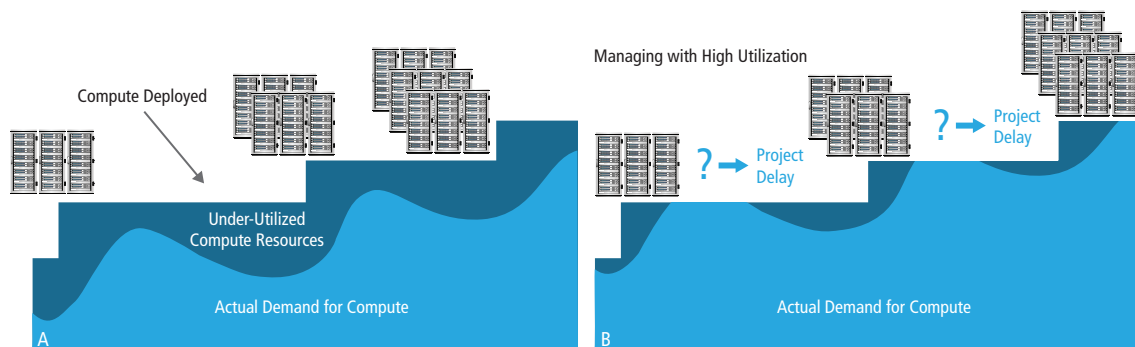 Compute Deployed
Under-Utilized
Compute Resources
Actual Demand for Compute
A
Managing with High Utilization
? Project
Delay
? Project
Delay
Actual Demand for Compute
B